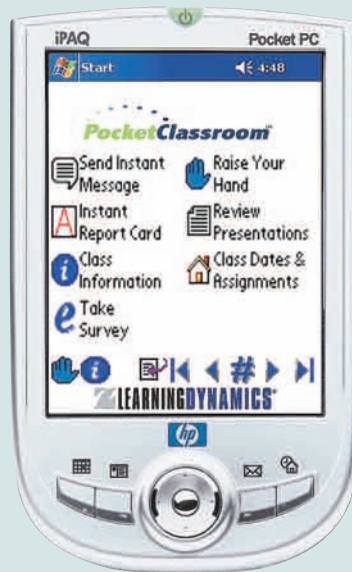 iPAQ Pocket PC
Start 4:48
PocketClassroom™
Send Instant
Message
Raise Your
Hand
A Instant
Report Card
Review
Presentations
i Class
Information
Class Dates &
Assignments
e Take
Survey
i #
LEARNINGDYNAMICS
hp